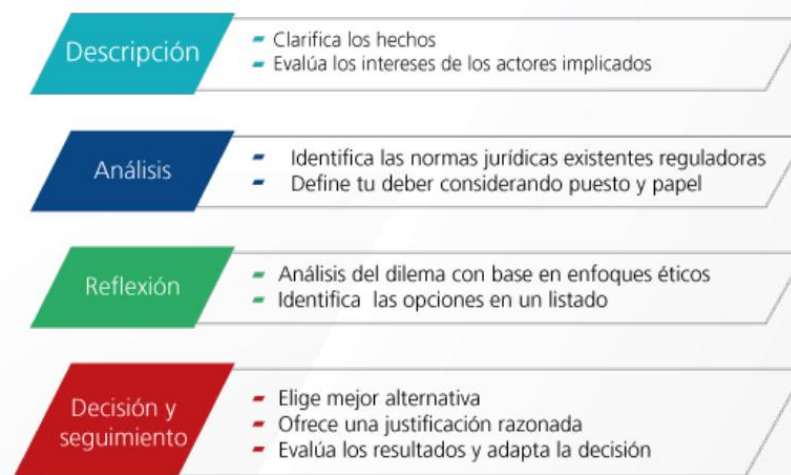 Descripción
- Clarifica los hechos
- Evalúa los intereses de los actores implicados
Análisis
- Identifica las normas jurídicas existentes reguladoras
- Define tu deber considerando puesto y papel
Reflexión
- Análisis del dilema con base en enfoques éticos
- Identifica las opciones en un listado
Decisión y
seguimiento
- Elige mejor alternativa
- Ofrece una justificación razonada
- Evalúa los resultados y adapta la decisión